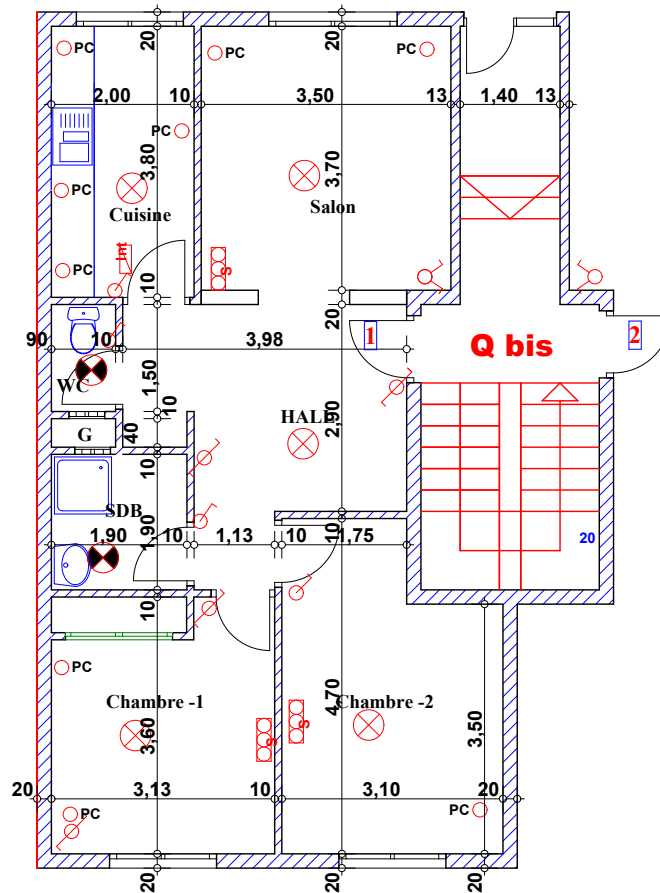 20
20
PC
PC
PC
2,00
10
3,50
13
1,40
13
PC
3,80
3,70
PC
Cuisine
Salon
Int
S
PC
10
20
1
2
90
10
3,98
Q bis
WC
1,50
10
HALL
2,90
G
40
10
SDB
1,90
1,90
10
1,13
10
10
1,75
20
10
PC
Chambre -1
Chambre -2
3,60
4,70
S
S
3,50
20
3,13
10
3,10
20
PC
PC
20
20
20